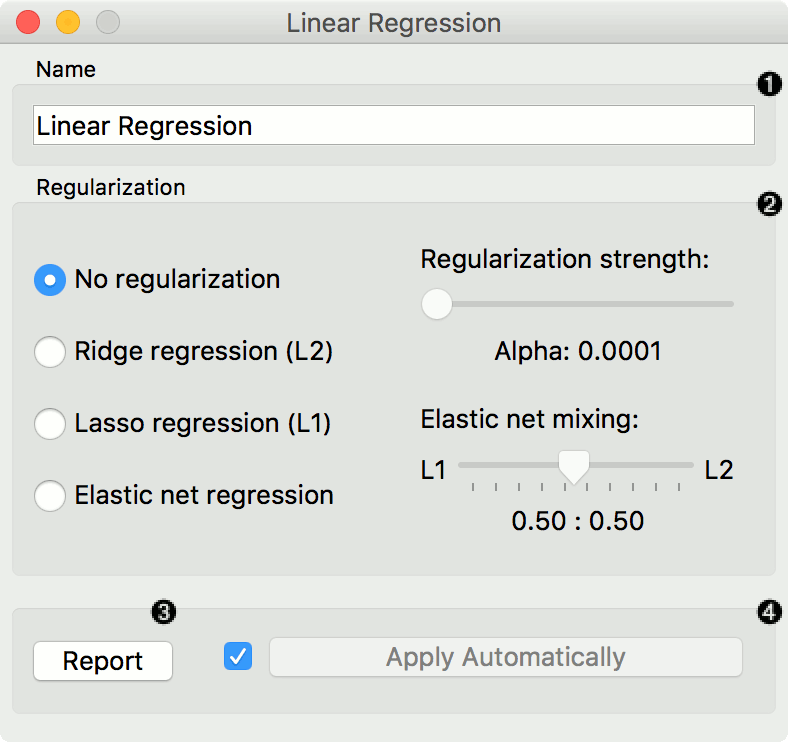 Linear Regression
Name
❶
Linear Regression
Regularization
❷
No regularization
Ridge regression (L2)
Lasso regression (L1)
Elastic net regression
Regularization strength:
Alpha: 0.0001
Elastic net mixing:
L1 L2
0.50 : 0.50
❸ ❹
Report Apply Automatically